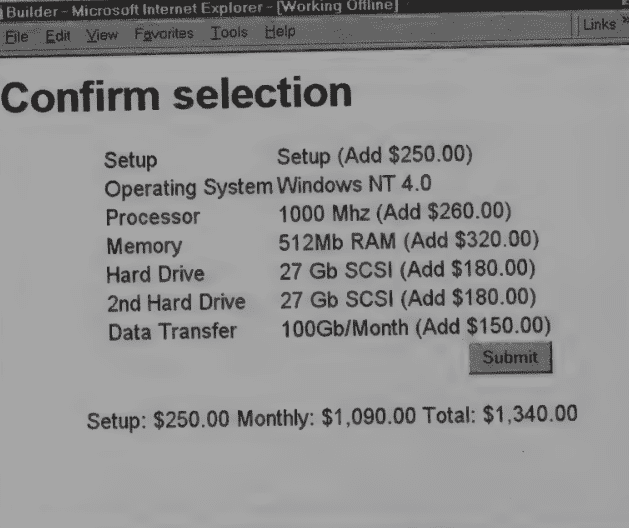 Builder - Microsoft Internet Explorer - [Working Offline]
File Edit View Favorites Tools Help Links »
Confirm selection
Setup Setup (Add $250.00)
Operating System Windows NT 4.0
Processor 1000 Mhz (Add $260.00)
Memory 512Mb RAM (Add $320.00)
Hard Drive 27 Gb SCSI (Add $180.00)
2nd Hard Drive 27 Gb SCSI (Add $180.00)
Data Transfer 100Gb/Month (Add $150.00)
Submit
Setup: $250.00 Monthly: $1,090.00 Total: $1,340.00